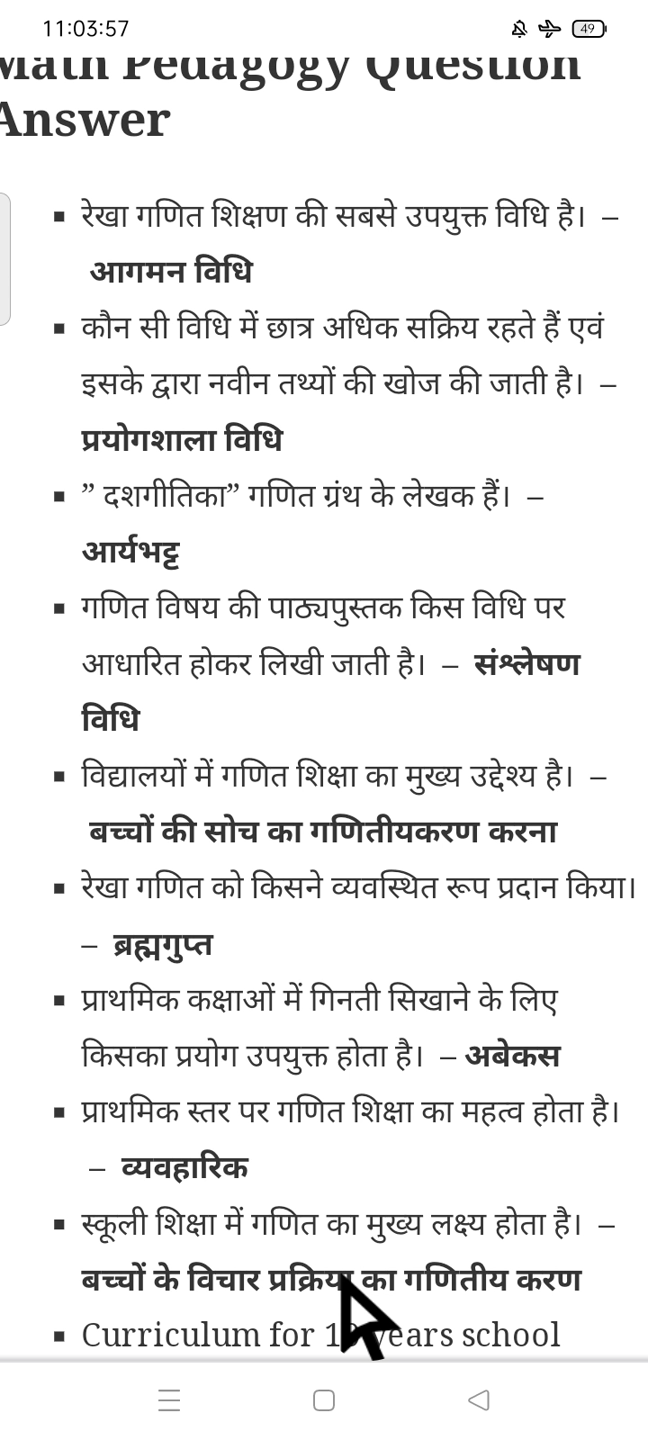 11:03:57
49
Math Pedagogy Question
Answer
▪ रेखा गणित शिक्षण की सबसे उपयुक्त विधि है। –
आगमन विधि
▪ कौन सी विधि में छात्र अधिक सक्रिय रहते हैं एवं
इसके द्वारा नवीन तथ्यों की खोज की जाती है। –
प्रयोगशाला विधि
▪ ” दशगीतिका” गणित ग्रंथ के लेखक हैं। –
आर्यभट्ट
▪ गणित विषय की पाठ्यपुस्तक किस विधि पर
आधारित होकर लिखी जाती है। – संश्लेषण
विधि
▪ विद्यालयों में गणित शिक्षा का मुख्य उद्देश्य है। –
बच्चों की सोच का गणितीयकरण करना
▪ रेखा गणित को किसने व्यवस्थित रूप प्रदान किया।
– ब्रह्मगुप्त
▪ प्राथमिक कक्षाओं में गिनती सिखाने के लिए
किसका प्रयोग उपयुक्त होता है। – अबेकस
▪ प्राथमिक स्तर पर गणित शिक्षा का महत्व होता है।
– व्यवहारिक
▪ स्कूली शिक्षा में गणित का मुख्य लक्ष्य होता है। –
बच्चों के विचार प्रक्रिया का गणितीय करण
▪ Curriculum for years school